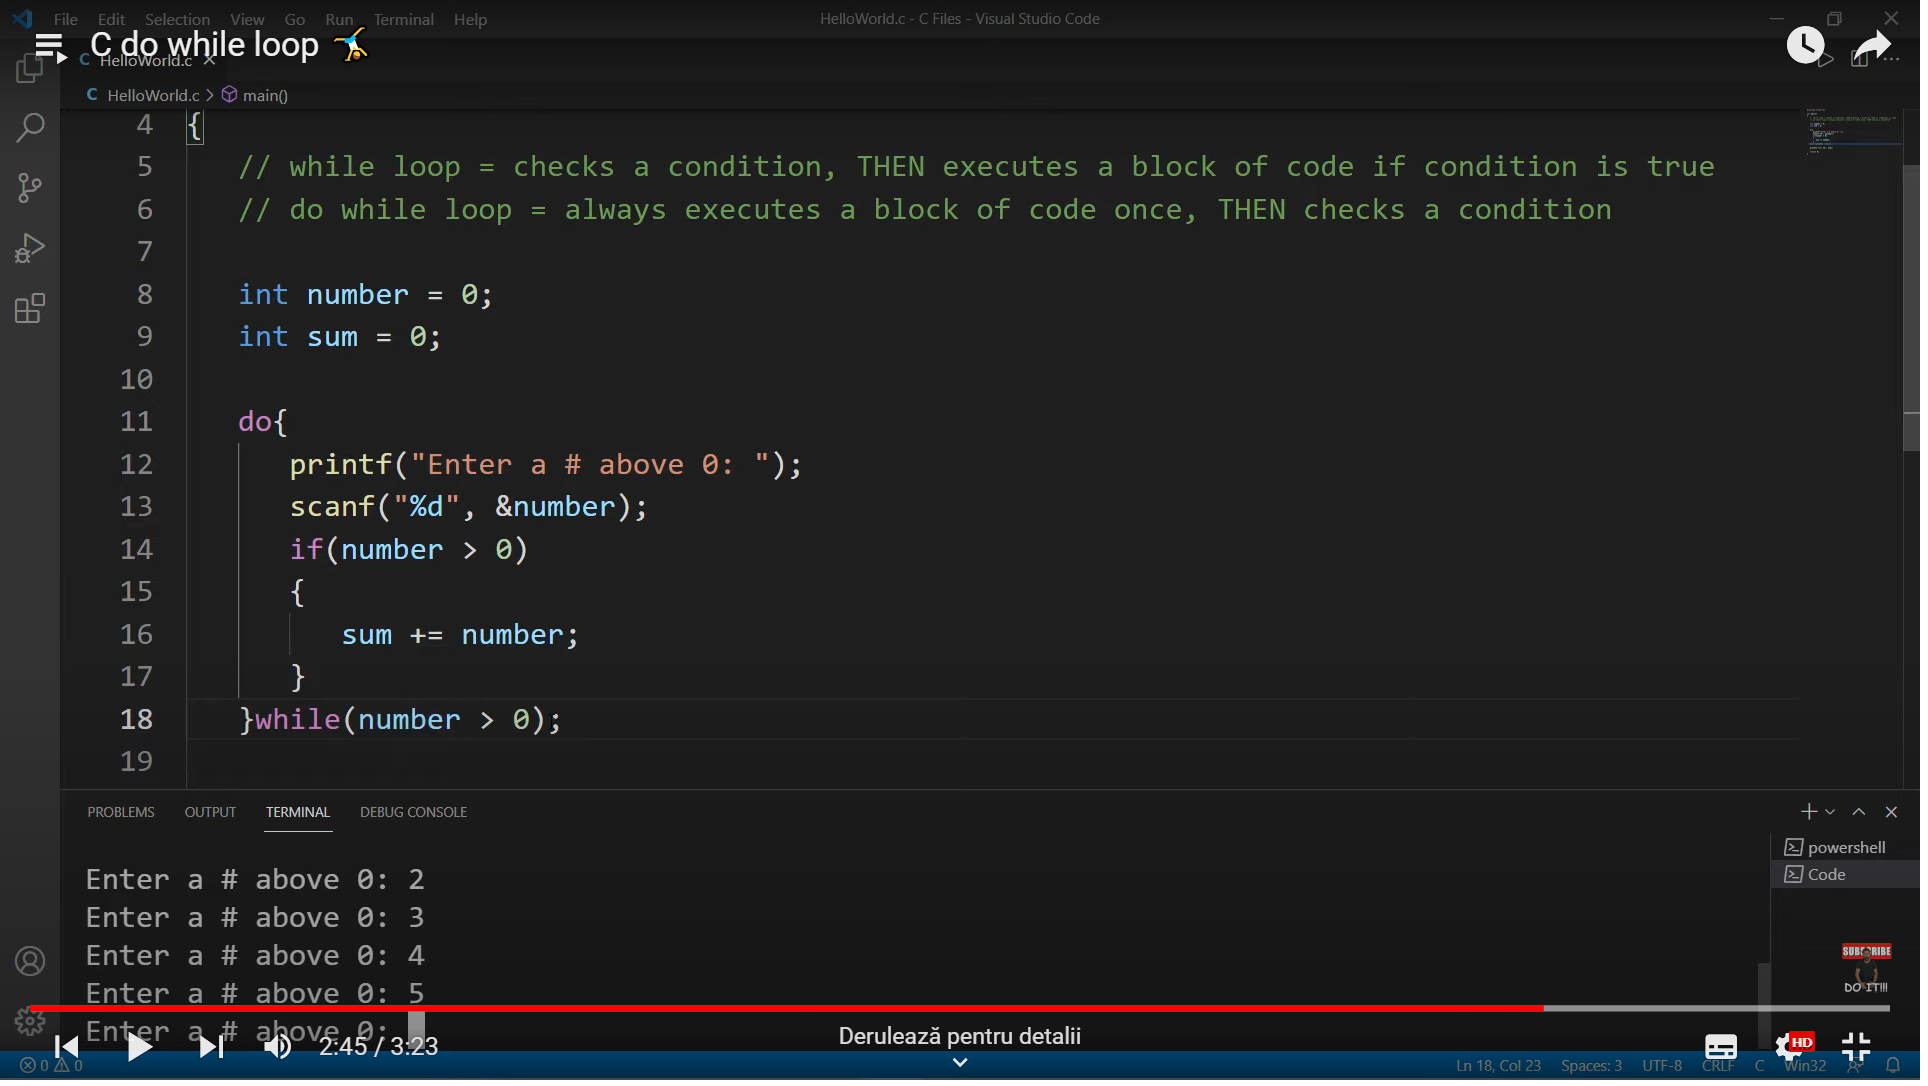 File Edit Selection View Go Run Terminal Help
HelloWorld.c - C Files - Visual Studio Code
C do while loop
C HelloWorld.c
C HelloWorld.c > main()
4 {
5 // while loop = checks a condition, THEN executes a block of code if condition is true
6 // do while loop = always executes a block of code once, THEN checks a condition
7
8 int number = 0;
9 int sum = 0;
10
11 do{
12 printf("Enter a # above 0: ");
13 scanf("%d", &number);
14 if(number > 0)
15 {
16 sum += number;
17 }
18 }while(number > 0);
19
PROBLEMS OUTPUT TERMINAL DEBUG CONSOLE
powershell
Code
Enter a # above 0: 2
Enter a # above 0: 3
Enter a # above 0: 4
Enter a # above 0: 5
Enter a # above 0:
SUBSCRIBE
DO IT!!!
2:45 / 3:23
Derulează pentru detalii
HD
0 0
Ln 18, Col 23 Spaces: 3 UTF-8 CRLF C Win32